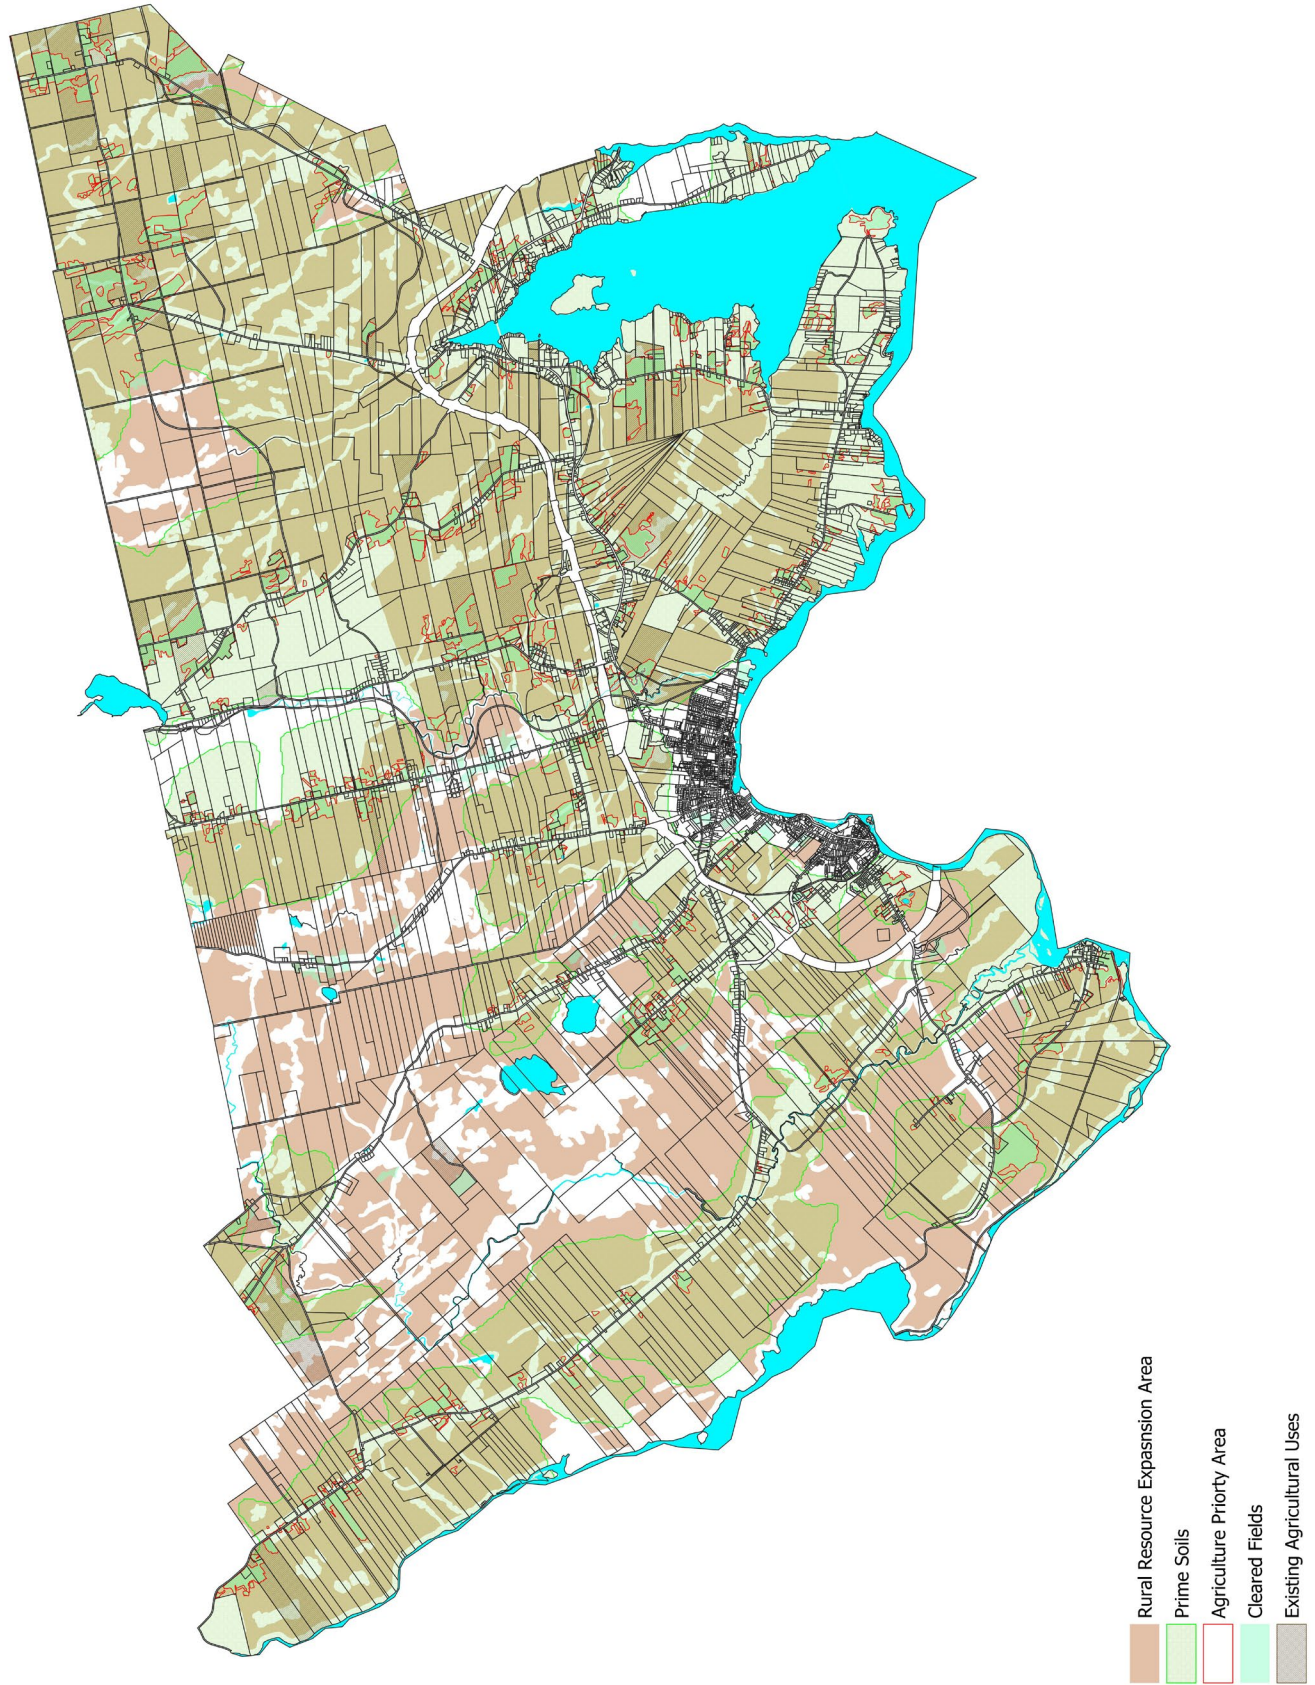 Rural Resource Expasnsion Area
Prime Soils
Agriculture Priorty Area
Cleared Fields
Existing Agricultural Uses